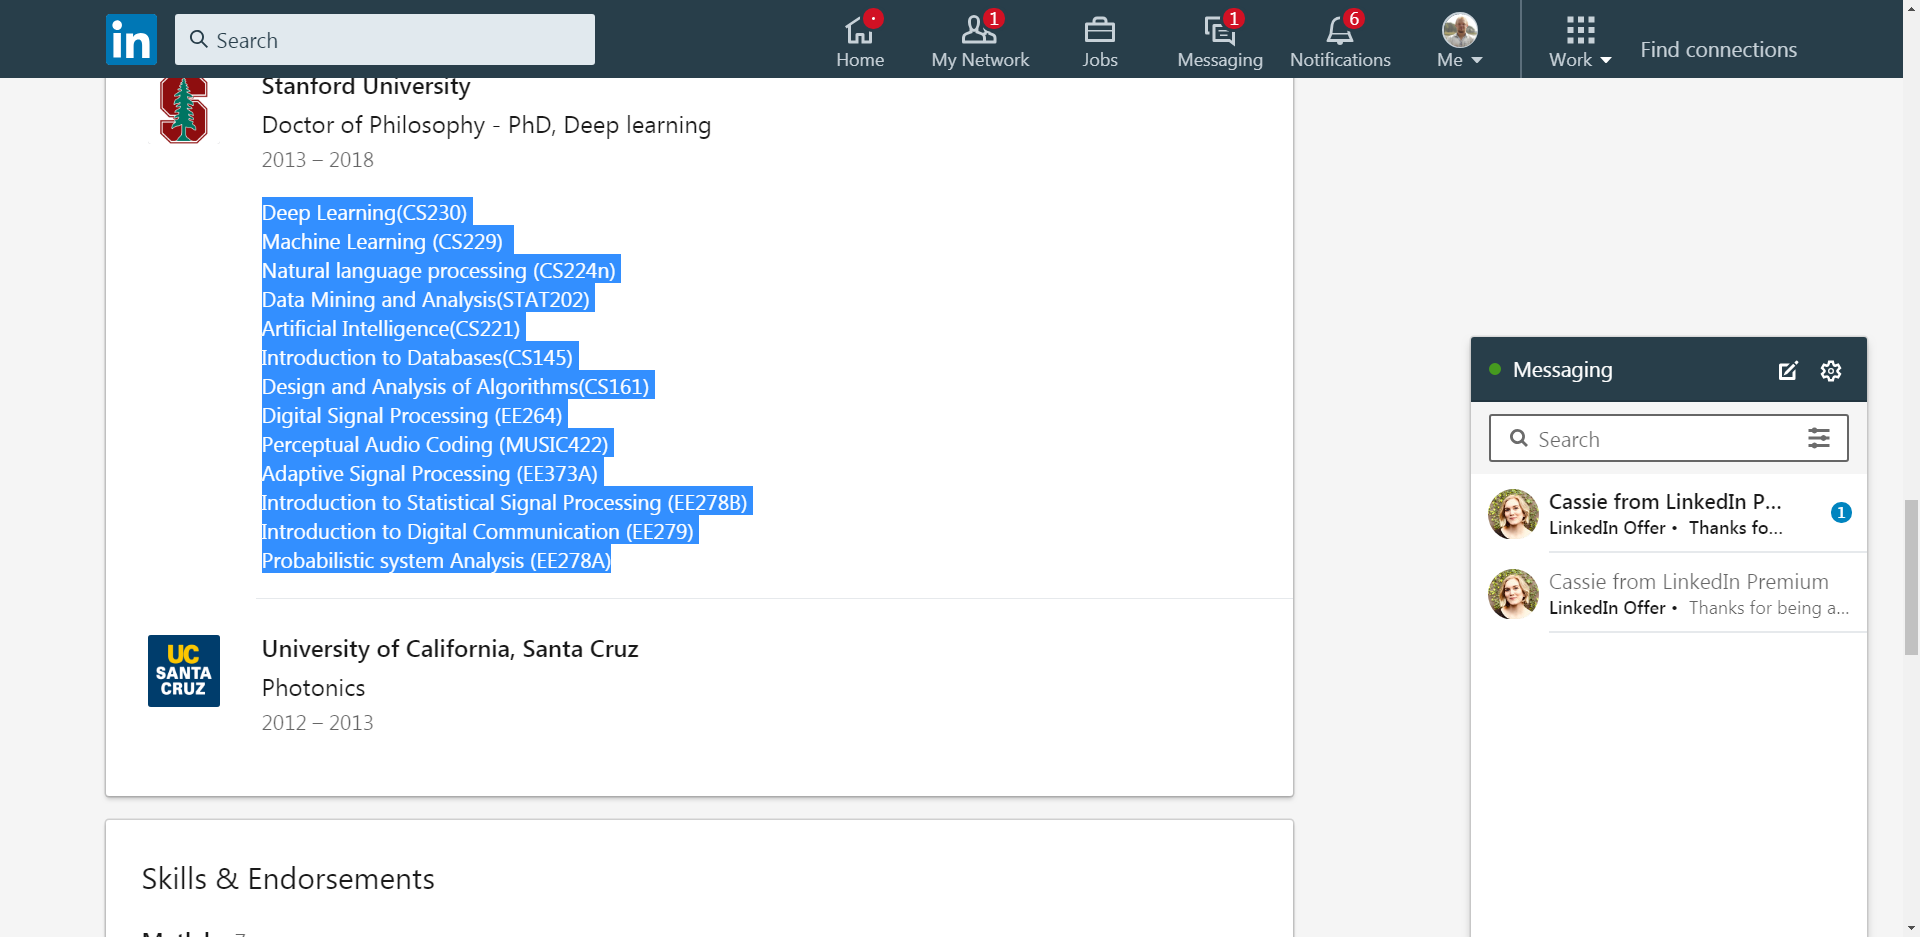 in
Search
Home
1
My Network
Jobs
1
Messaging
6
Notifications
Me
Work
Find connections
Stanford University
Doctor of Philosophy - PhD, Deep learning
2013 – 2018
Deep Learning(CS230)
Machine Learning (CS229)
Natural language processing (CS224n)
Data Mining and Analysis(STAT202)
Artificial Intelligence(CS221)
Introduction to Databases(CS145)
Design and Analysis of Algorithms(CS161)
Digital Signal Processing (EE264)
Perceptual Audio Coding (MUSIC422)
Adaptive Signal Processing (EE373A)
Introduction to Statistical Signal Processing (EE278B)
Introduction to Digital Communication (EE279)
Probabilistic system Analysis (EE278A)
UC
SANTA
CRUZ
University of California, Santa Cruz
Photonics
2012 – 2013
Skills & Endorsements
Messaging
Search
Cassie from LinkedIn P...
1
LinkedIn Offer • Thanks fo...
Cassie from LinkedIn Premium
LinkedIn Offer • Thanks for being a...